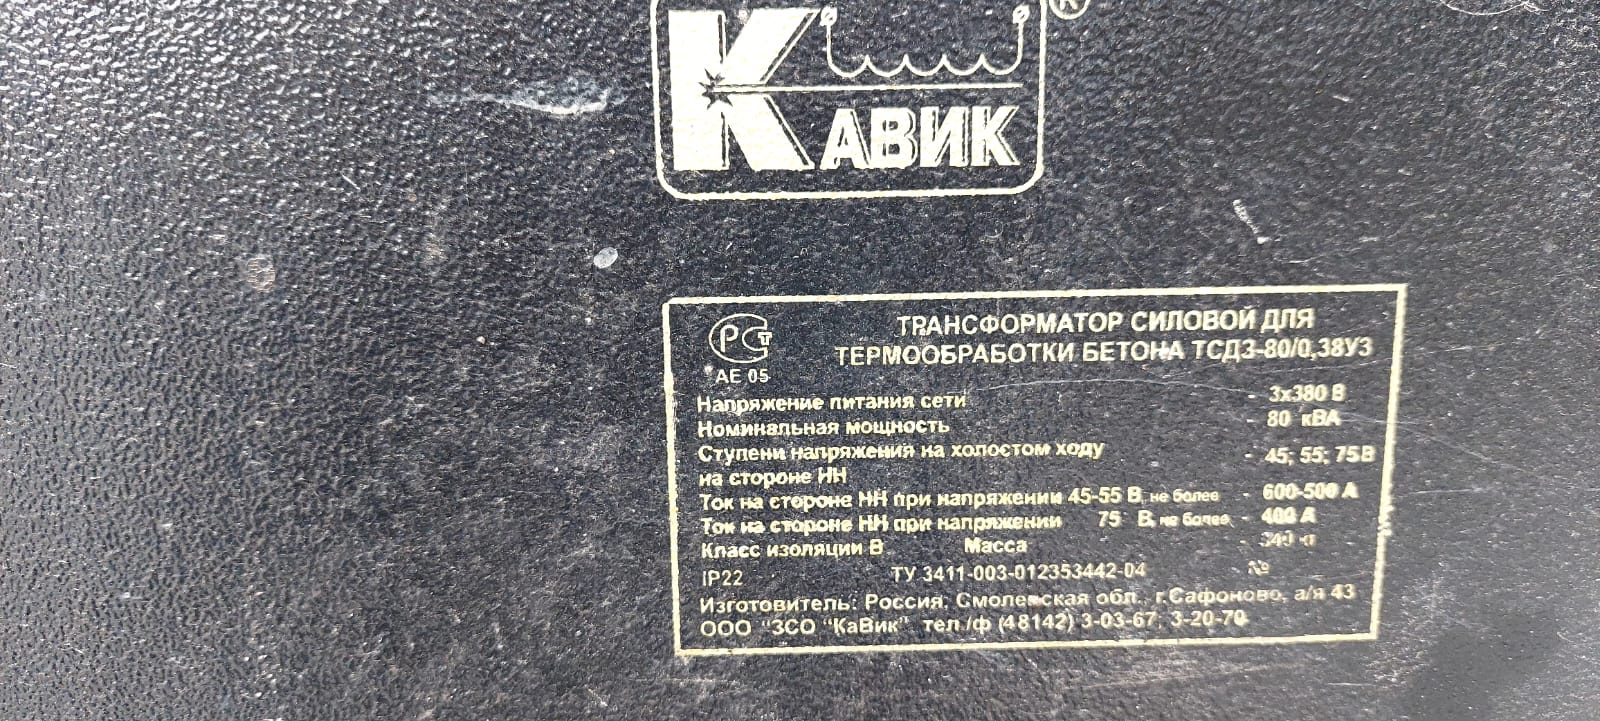 ®
КАВИК
РСТ
АЕ 05
ТРАНСФОРМАТОР СИЛОВОЙ ДЛЯ
ТЕРМООБРАБОТКИ БЕТОНА ТСДЗ-80/0,38У3
Напряжение питания сети - 3х380 В
Номинальная мощность - 80 кВА
Ступени напряжения на холостом ходу - 45; 55; 75В
на стороне НН
Ток на стороне НН при напряжении 45-55 В, не более - 600-500 А
Ток на стороне НН при напряжении 75 В, не более - 400 А
Класс изоляции В Масса -
IP22 ТУ 3411-003-012353442-04 №
Изготовитель: Россия, Смоленская обл., г.Сафоново, а/я 43
ООО "ЗСО "КаВик" тел/ф (48142) 3-03-67; 3-20-70